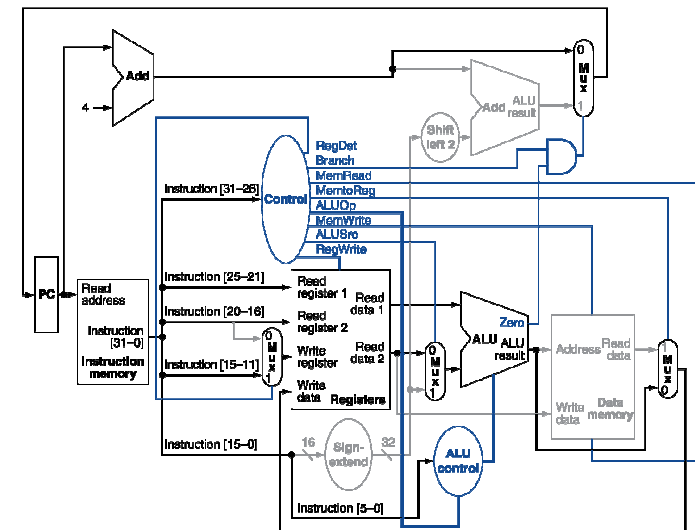 0
M
u
x
1
Add
4
Add ALU
result
Shift
left 2
RegDst
Branch
MemRead
MemtoReg
ALUOp
MemWrite
ALUSrc
RegWrite
Control
Instruction [31–26]
Instruction [25–21]
Instruction [20–16]
Instruction [15–11]
Instruction [15–0]
Instruction [5–0]
PC
Read
address
Instruction
[31–0]
Instruction
memory
0
M
u
x
1
Read
register 1
Read
register 2
Write
register
Write
data
Read
data 1
Read
data 2
Registers
0
M
u
x
1
Zero
ALU ALU
result
Address
Read
data
Write
data
Data
memory
1
M
u
x
0
16
Sign-
extend
32
ALU
control